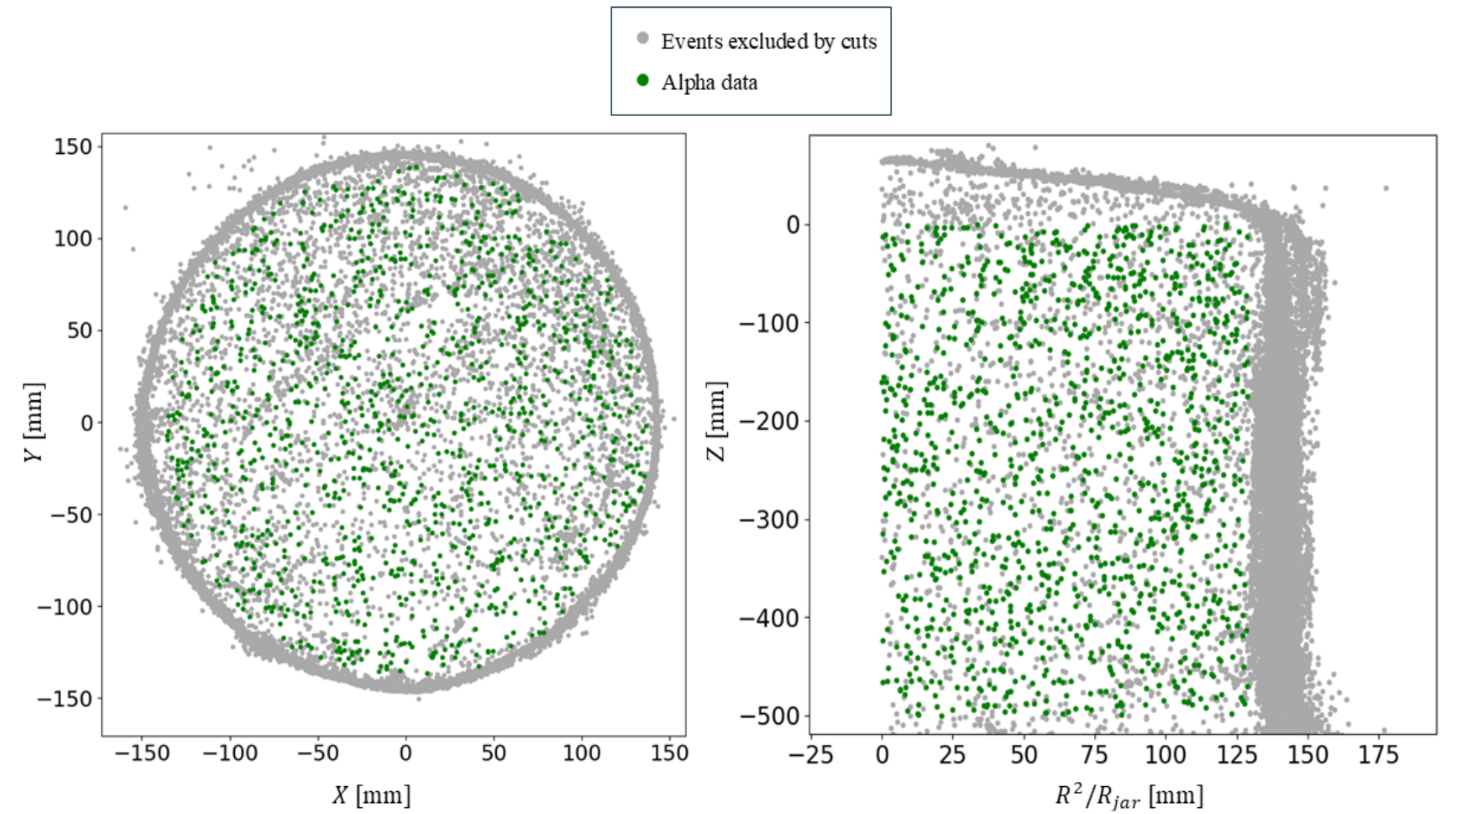 Events excluded by cuts
Alpha data
150
100
50
0
−50
−100
−150
Y [mm]
−150 −100 −50 0 50 100 150
X [mm]
0
−100
−200
−300
−400
−500
Z [mm]
−25 0 25 50 75 100 125 150 175
R²/R_jar [mm]